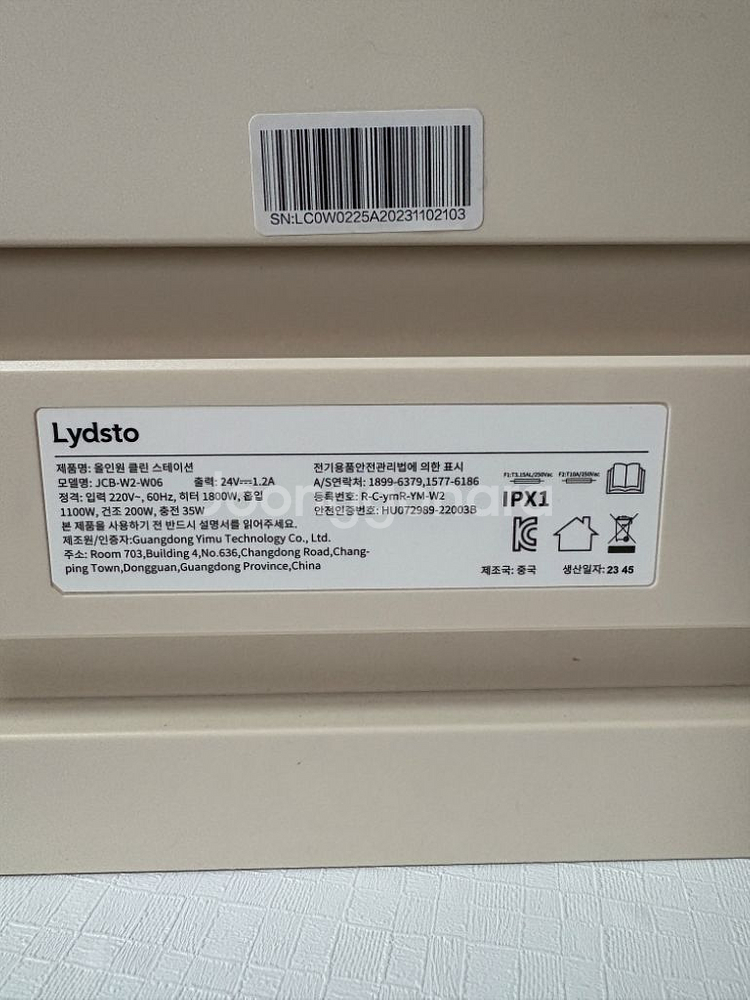 SN:LC0W0225A20231102103
Lydsto
제품명: 올인원 클린 스테이션
모델명: JCB-W2-W06 출력: 24V⎓1.2A
정격: 입력 220V~, 60Hz, 히터 1800W, 흡입
1100W, 건조 200W, 충전 35W
본 제품을 사용하기 전 반드시 설명서를 읽어주세요.
제조원/인증자:Guangdong Yimu Technology Co., Ltd.
주소: Room 703,Building 4,No.636,Changdong Road,Chang-
ping Town,Dongguan,Guangdong Province,China
전기용품안전관리법에 의한 표시
A/S연락처: 1899-6379,1577-6186
등록번호: R-C-ymR-YM-W2
안전인증번호: HU072989-22003B
F1:T3.15AL/250Vac F2:T10A/250Vac
IPX1
제조국: 중국 생산일자: 23 45